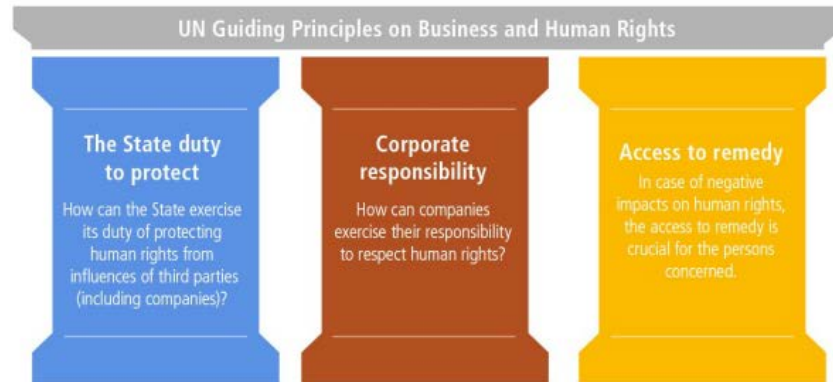 UN Guiding Principles on Business and Human Rights
The State duty
to protect
How can the State exercise
its duty of protecting
human rights from
influences of third parties
(including companies)?
Corporate
responsibility
How can companies
exercise their responsibility
to respect human rights?
Access to remedy
In case of negative
impacts on human rights,
the access to remedy is
crucial for the persons
concerned.